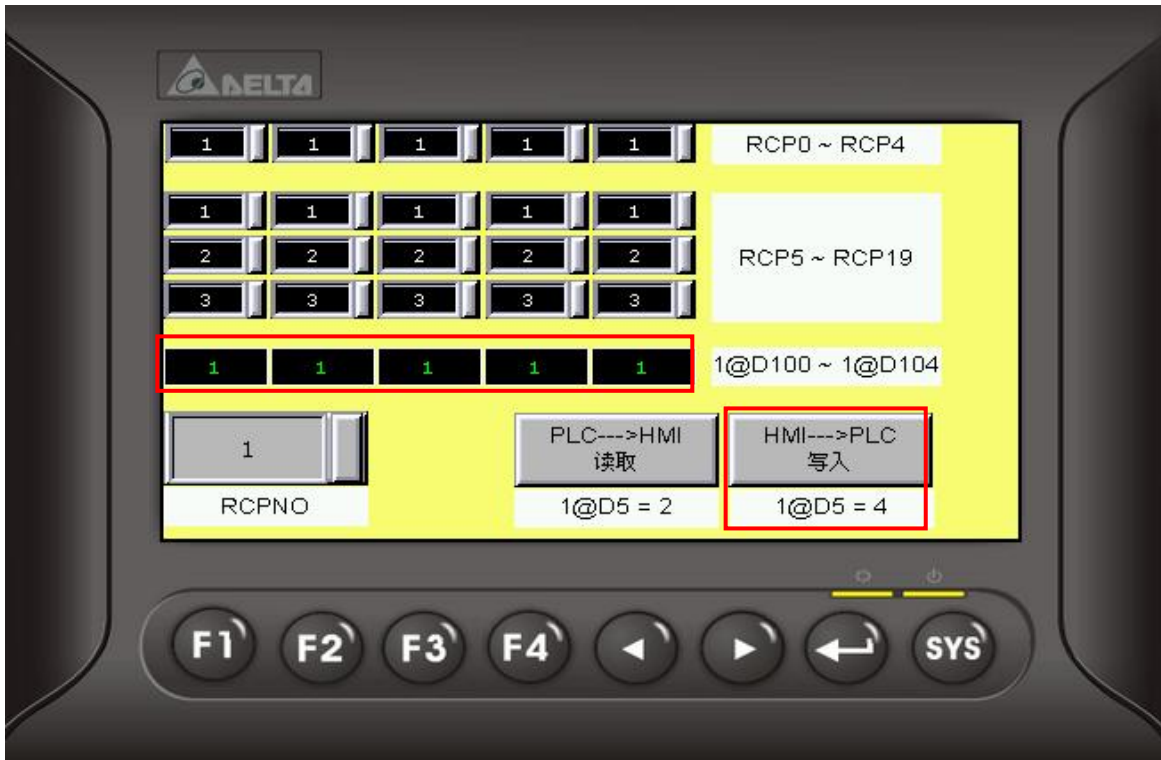 DELTA
1 1 1 1 1 RCP0 ~ RCP4
1 1 1 1 1
2 2 2 2 2 RCP5 ~ RCP19
3 3 3 3 3
1 1 1 1 1 1@D100 ~ 1@D104
1
RCPNO
PLC--->HMI
读取
1@D5 = 2
HMI--->PLC
写入
1@D5 = 4
F1 F2 F3 F4 SYS